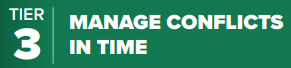 TIER
3
MANAGE CONFLICTS
IN TIME